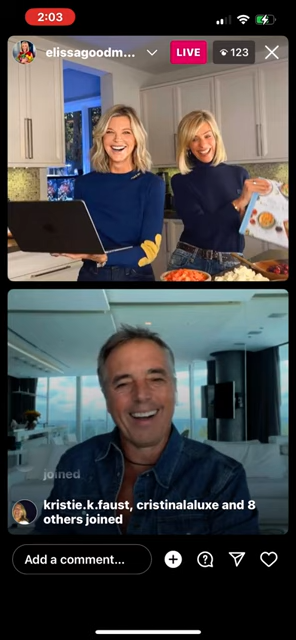 2:03
elissagoodm...
LIVE
123
joined
kristie.k.faust, cristinalaluxe and 8
others joined
Add a comment...